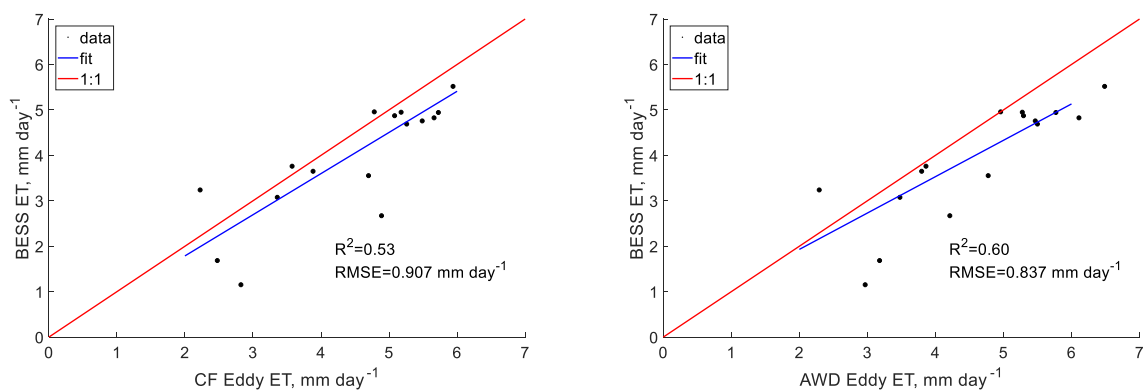 7
6
5
4
3
2
1
0
BESS ET, mm day⁻¹
data
fit
1:1
R²=0.53
RMSE=0.907 mm day⁻¹
0 1 2 3 4 5 6 7
CF Eddy ET, mm day⁻¹
7
6
5
4
3
2
1
0
BESS ET, mm day⁻¹
data
fit
1:1
R²=0.60
RMSE=0.837 mm day⁻¹
0 1 2 3 4 5 6 7
AWD Eddy ET, mm day⁻¹